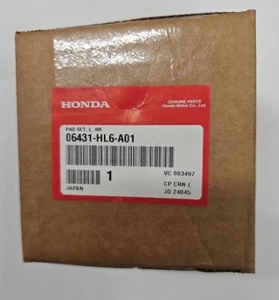 HONDA
GENUINE PARTS
Honda Motor Co., Ltd.
PAD SET, L. RR
06431-HL6-A01
1
VC 003497
CP CRN L
JAPAN
JD 24045